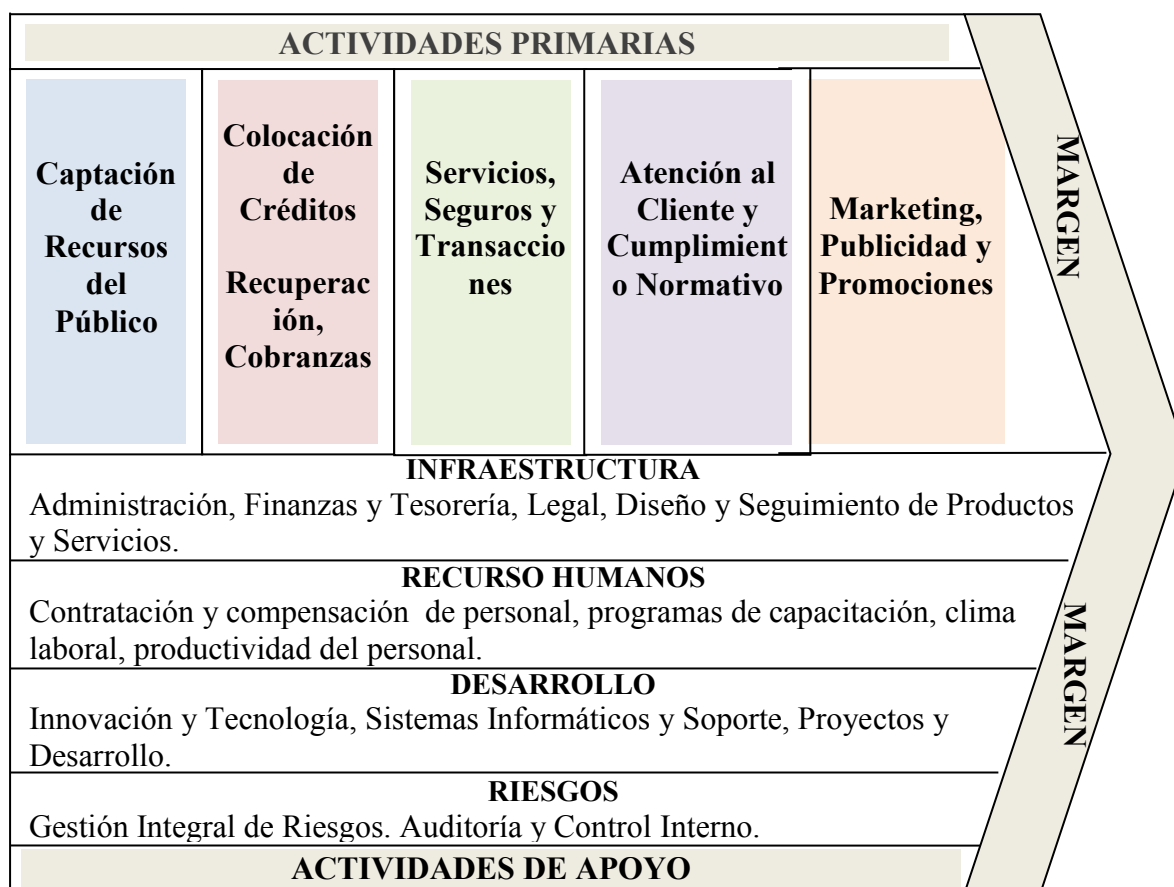 ACTIVIDADES PRIMARIAS
Captación
de
Recursos
del
Público
Colocación
de
Créditos
Recuperac
ión,
Cobranzas
Servicios,
Seguros y
Transaccio
nes
Atención al
Cliente y
Cumplimient
o Normativo
Marketing,
Publicidad y
Promociones
MARGEN
INFRAESTRUCTURA
Administración, Finanzas y Tesorería, Legal, Diseño y Seguimiento de Productos
y Servicios.
RECURSO HUMANOS
Contratación y compensación de personal, programas de capacitación, clima
laboral, productividad del personal.
DESARROLLO
Innovación y Tecnología, Sistemas Informáticos y Soporte, Proyectos y
Desarrollo.
RIESGOS
Gestión Integral de Riesgos. Auditoría y Control Interno.
MARGEN
ACTIVIDADES DE APOYO